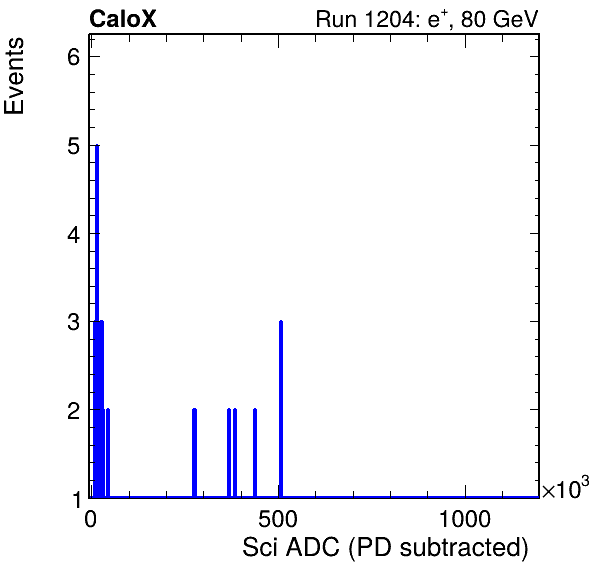 CaloX Run 1204: e⁺, 80 GeV
Events
6
5
4
3
2
1
0 500 1000 ×10³
Sci ADC (PD subtracted)